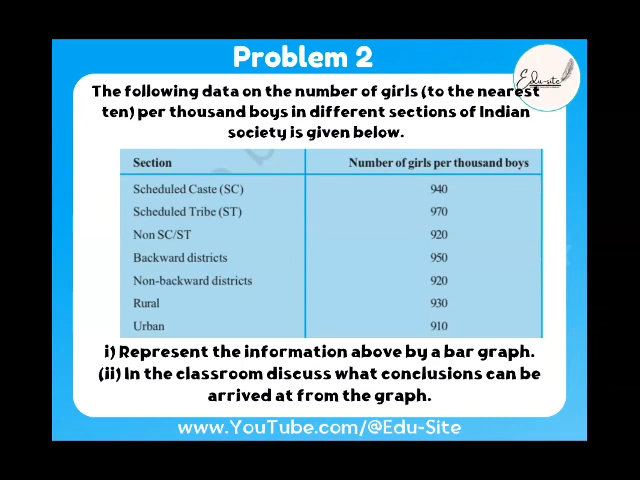 Problem 2
Edu-site
The following data on the number of girls (to the nearest
ten) per thousand boys in different sections of Indian
society is given below.
Section Number of girls per thousand boys
Scheduled Caste (SC) 940
Scheduled Tribe (ST) 970
Non SC/ST 920
Backward districts 950
Non-backward districts 920
Rural 930
Urban 910
i) Represent the information above by a bar graph.
(ii) In the classroom discuss what conclusions can be
arrived at from the graph.
www.YouTube.com/@Edu-Site